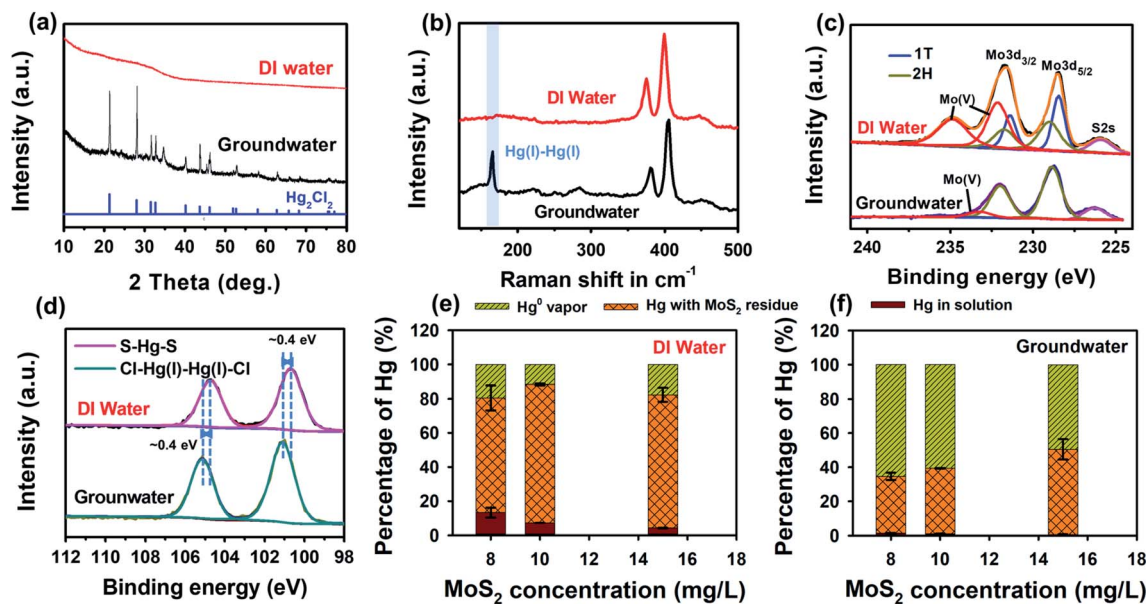 (a)
Intensity (a.u.)
DI water
Groundwater
Hg₂Cl₂
10 20 30 40 50 60 70 80
2 Theta (deg.)
(b)
Intensity (a.u.)
DI Water
Hg(I)-Hg(I)
Groundwater
200 300 400 500
Raman shift in cm⁻¹
(c)
Intensity (a.u.)
1T
2H
Mo3d₃/₂
Mo3d₅/₂
Mo(V)
S2s
DI Water
Mo(V)
Groundwater
240 235 230 225
Binding energy (eV)
(d)
Intensity (a.u.)
S-Hg-S
Cl-Hg(I)-Hg(I)-Cl
~0.4 eV
DI Water
~0.4 eV
Grounwater
112 110 108 106 104 102 100 98
Binding energy (eV)
(e)
Hg⁰ vapor
Hg with MoS₂ residue
Percentage of Hg (%)
120
100
80
60
40
20
0
DI Water
8 10 12 14 16 18
MoS₂ concentration (mg/L)
(f)
Hg in solution
Percentage of Hg (%)
120
100
80
60
40
20
0
Groundwater
8 10 12 14 16 18
MoS₂ concentration (mg/L)